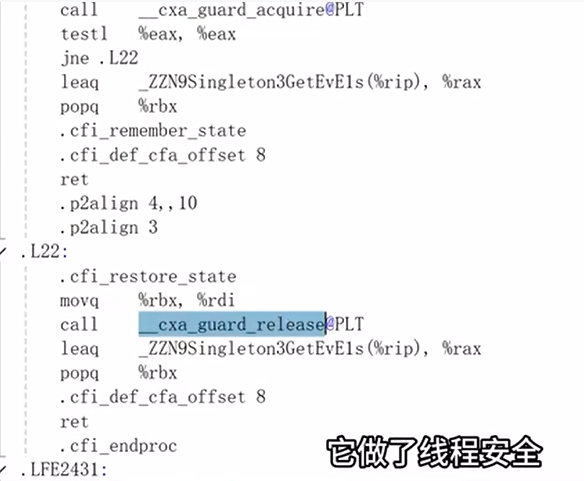 call    __cxa_guard_acquire@PLT
testl   %eax, %eax
jne .L22
leaq    _ZZN9Singleton3GetEvE1s(%rip), %rax
popq    %rbx
.cfi_remember_state
.cfi_def_cfa_offset 8
ret
.p2align 4,,10
.p2align 3
.L22:
.cfi_restore_state
movq    %rbx, %rdi
call    __cxa_guard_release@PLT
leaq    _ZZN9Singleton3GetEvE1s(%rip), %rax
popq    %rbx
.cfi_def_cfa_offset 8
ret
.cfi_endproc
它做了线程安全
.LFE2431: